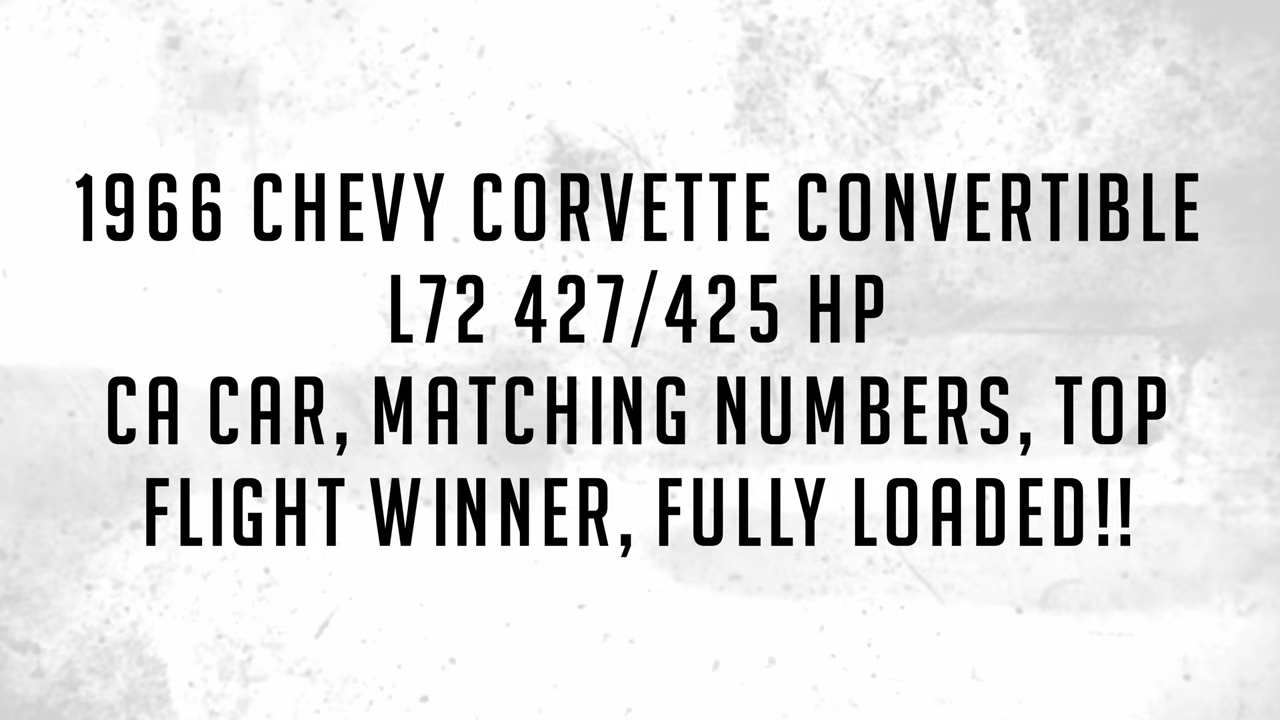 1966 CHEVY CORVETTE CONVERTIBLE
L72 427/425 HP
CA CAR, MATCHING NUMBERS, TOP
FLIGHT WINNER, FULLY LOADED!!